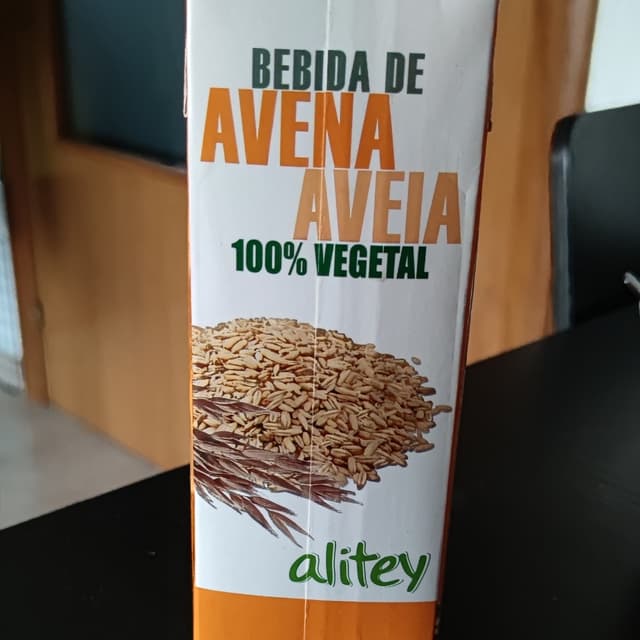 BEBIDA DE
AVENA
AVEIA
100% VEGETAL
alitey